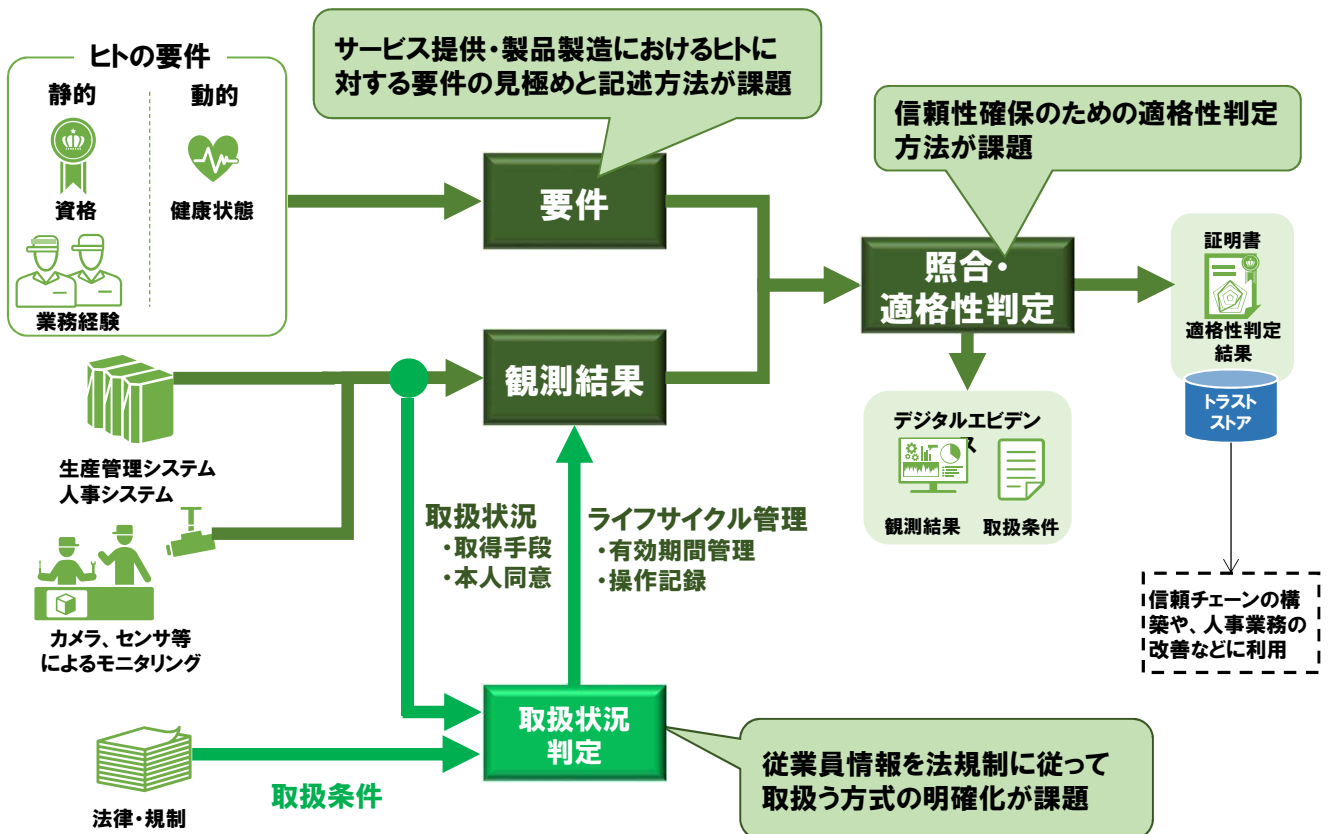 ヒトの要件
静的
動的
資格
健康状態
業務経験
サービス提供・製品製造におけるヒトに
対する要件の見極めと記述方法が課題
信頼性確保のための適格性判定
方法が課題
要件
照合・
適格性判定
証明書
適格性判定
結果
トラスト
ストア
観測結果
生産管理システム
人事システム
デジタルエビデン
ス
観測結果
取扱条件
取扱状況
・取得手段
・本人同意
ライフサイクル管理
・有効期間管理
・操作記録
カメラ、センサ等
によるモニタリング
信頼チェーンの構
築や、人事業務の
改善などに利用
取扱状況
判定
従業員情報を法規制に従って
取扱う方式の明確化が課題
取扱条件
法律・規制